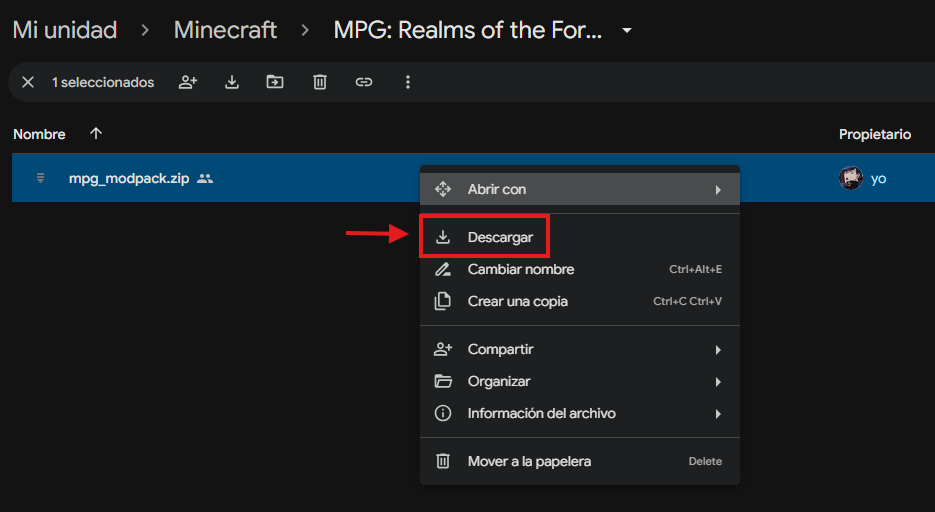 Mi unidad > Minecraft > MPG: Realms of the For...
1 seleccionados
Nombre Propietario
mpg_modpack.zip yo
Abrir con
Descargar
Cambiar nombre Ctrl+Alt+E
Crear una copia Ctrl+C Ctrl+V
Compartir
Organizar
Información del archivo
Mover a la papelera Delete